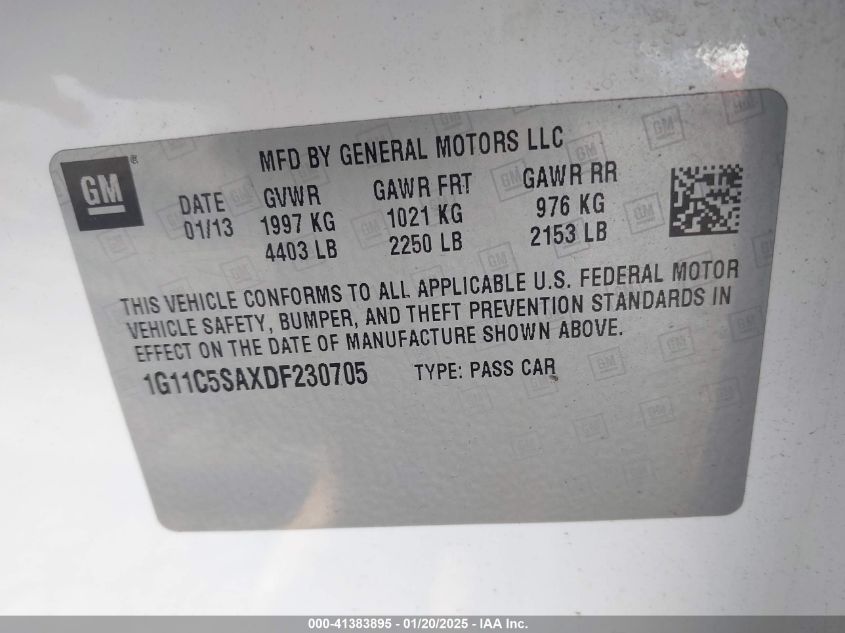 GM®
MFD BY GENERAL MOTORS LLC
DATE GVWR GAWR FRT GAWR RR
01/13 1997 KG 1021 KG 976 KG
4403 LB 2250 LB 2153 LB
THIS VEHICLE CONFORMS TO ALL APPLICABLE U.S. FEDERAL MOTOR
VEHICLE SAFETY, BUMPER, AND THEFT PREVENTION STANDARDS IN
EFFECT ON THE DATE OF MANUFACTURE SHOWN ABOVE.
1G11C5SAXDF230705 TYPE: PASS CAR
000-41383895 - 01/20/2025 - IAA Inc.